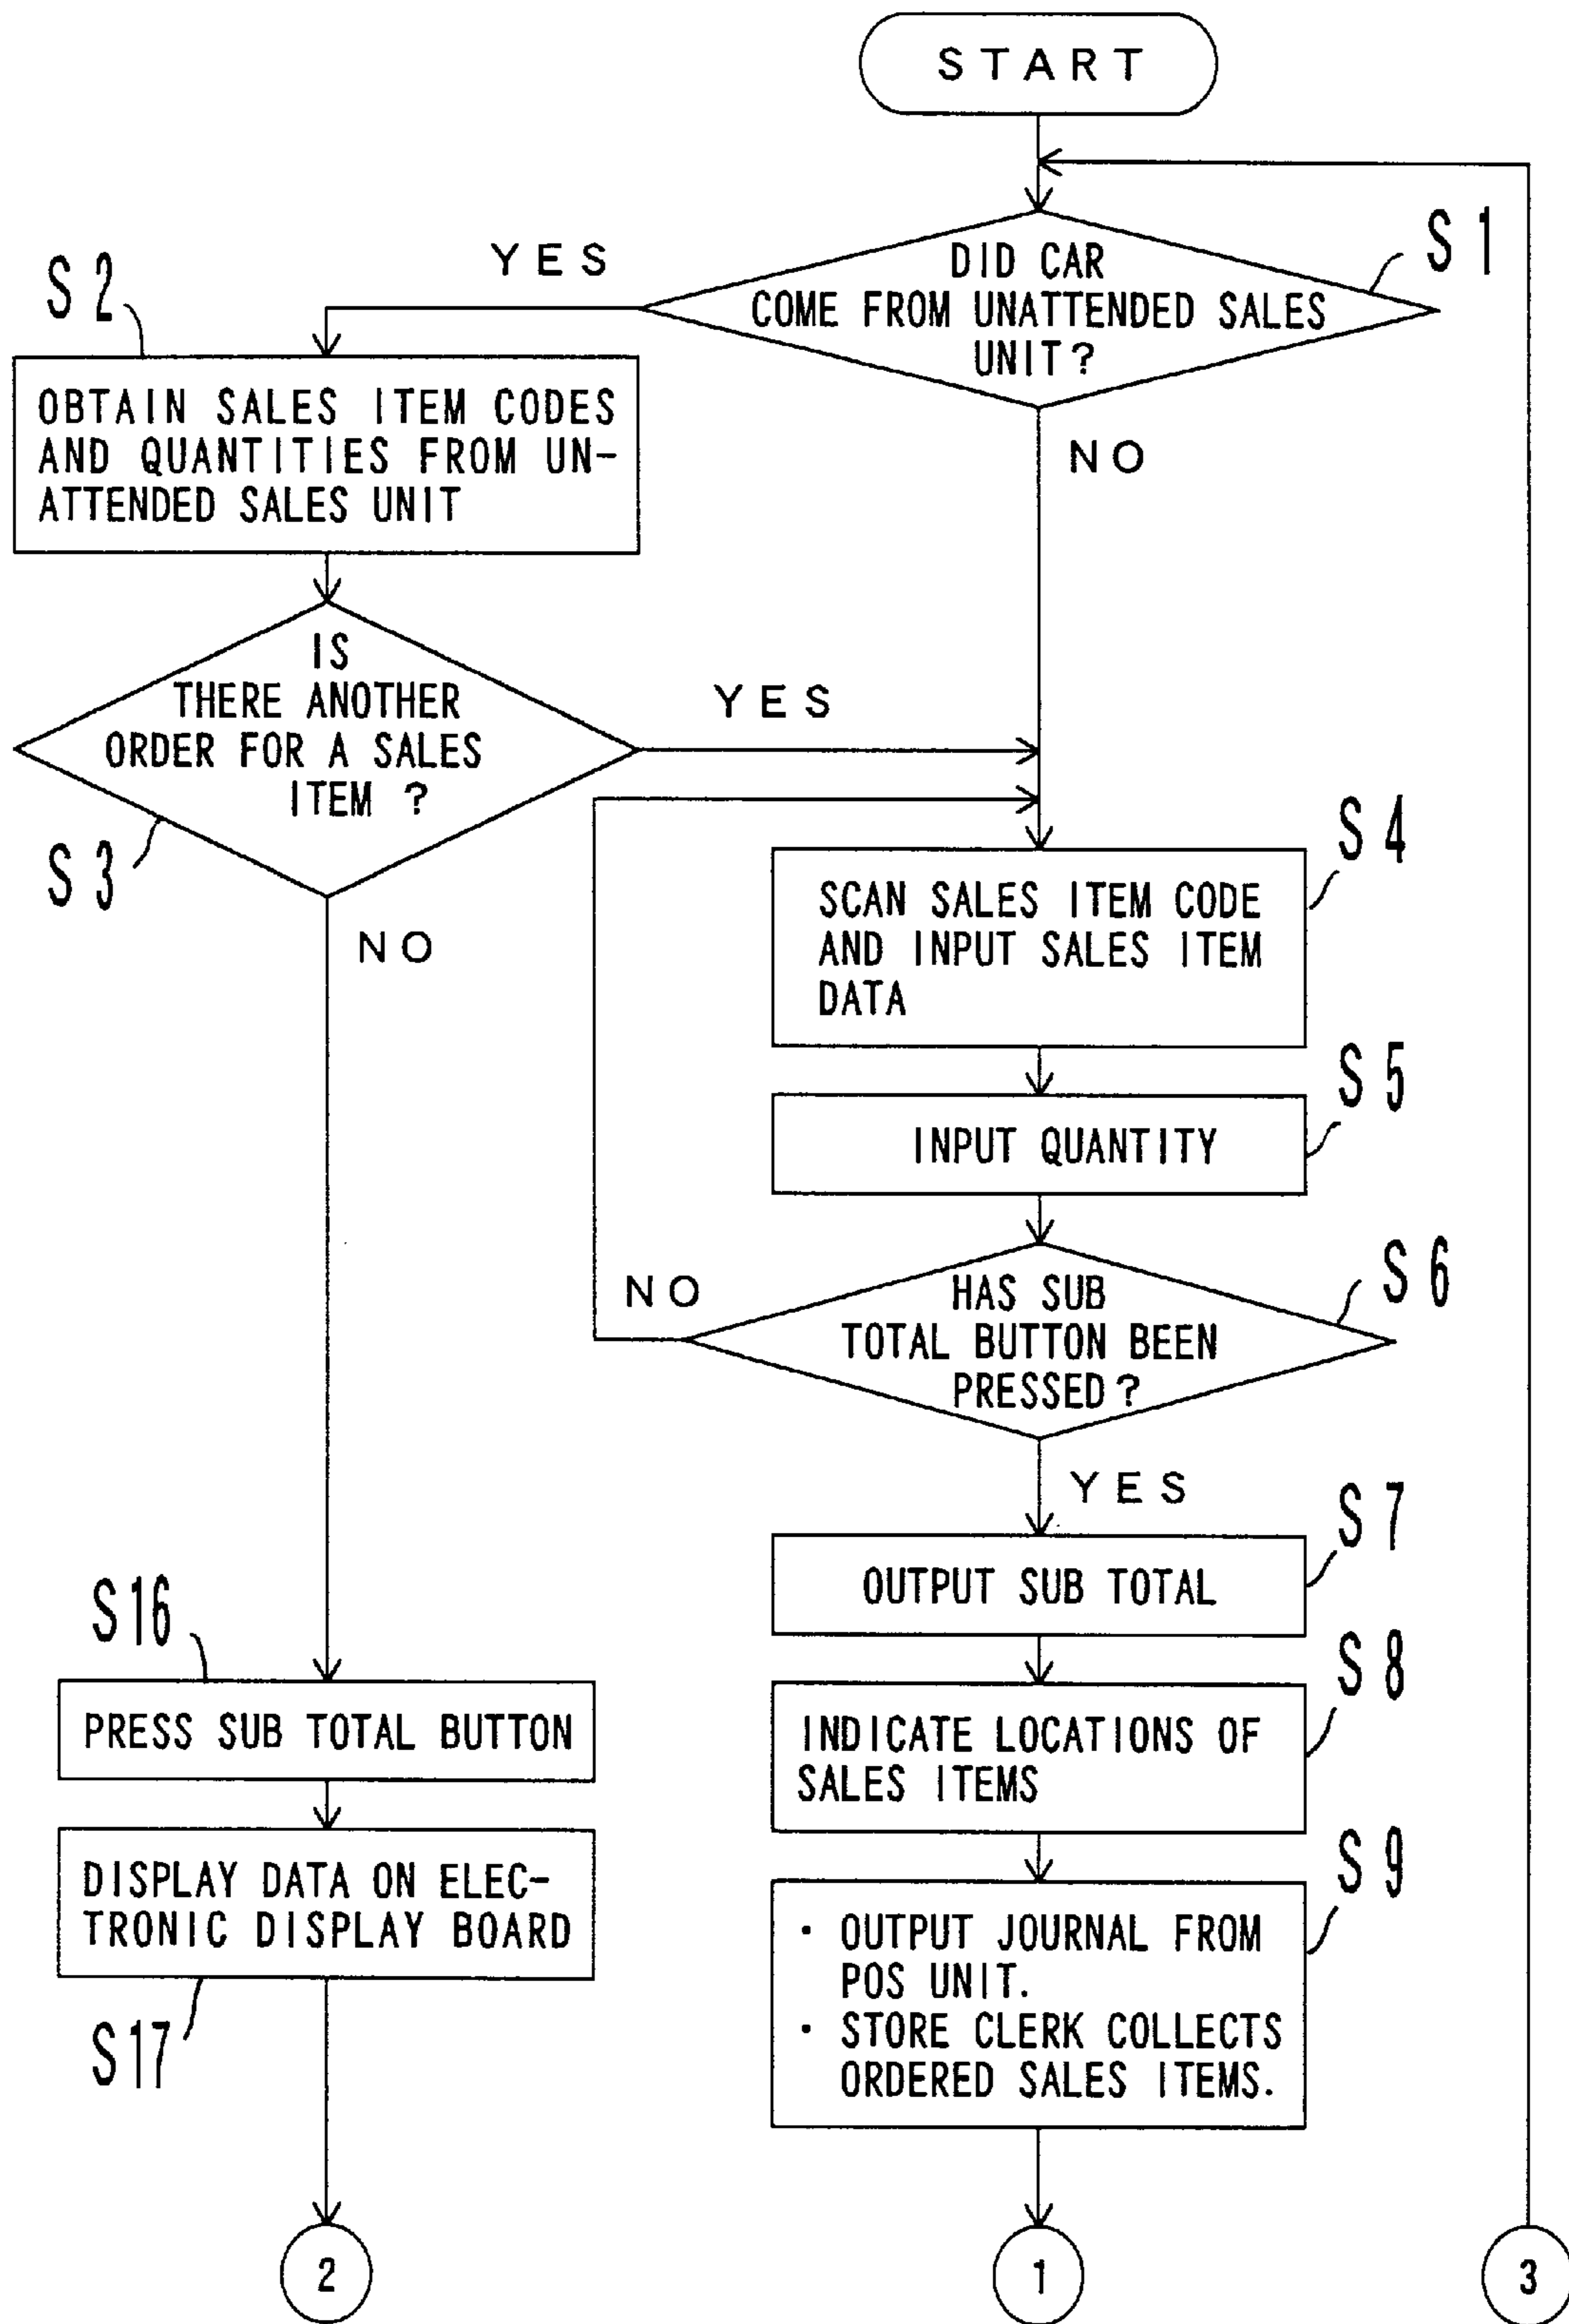 START
S1
DID CAR
COME FROM UNATTENDED SALES
UNIT?
YES
NO
S2
OBTAIN SALES ITEM CODES
AND QUANTITIES FROM UN-
ATTENDED SALES UNIT
IS
THERE ANOTHER
ORDER FOR A SALES
ITEM ?
S3
YES
NO
S4
SCAN SALES ITEM CODE
AND INPUT SALES ITEM
DATA
S5
INPUT QUANTITY
S6
HAS SUB
TOTAL BUTTON BEEN
PRESSED?
NO
YES
S7
OUTPUT SUB TOTAL
S8
INDICATE LOCATIONS OF
SALES ITEMS
S9
· OUTPUT JOURNAL FROM
POS UNIT.
· STORE CLERK COLLECTS
ORDERED SALES ITEMS.
S16
PRESS SUB TOTAL BUTTON
DISPLAY DATA ON ELEC-
TRONIC DISPLAY BOARD
S17
2
1
3